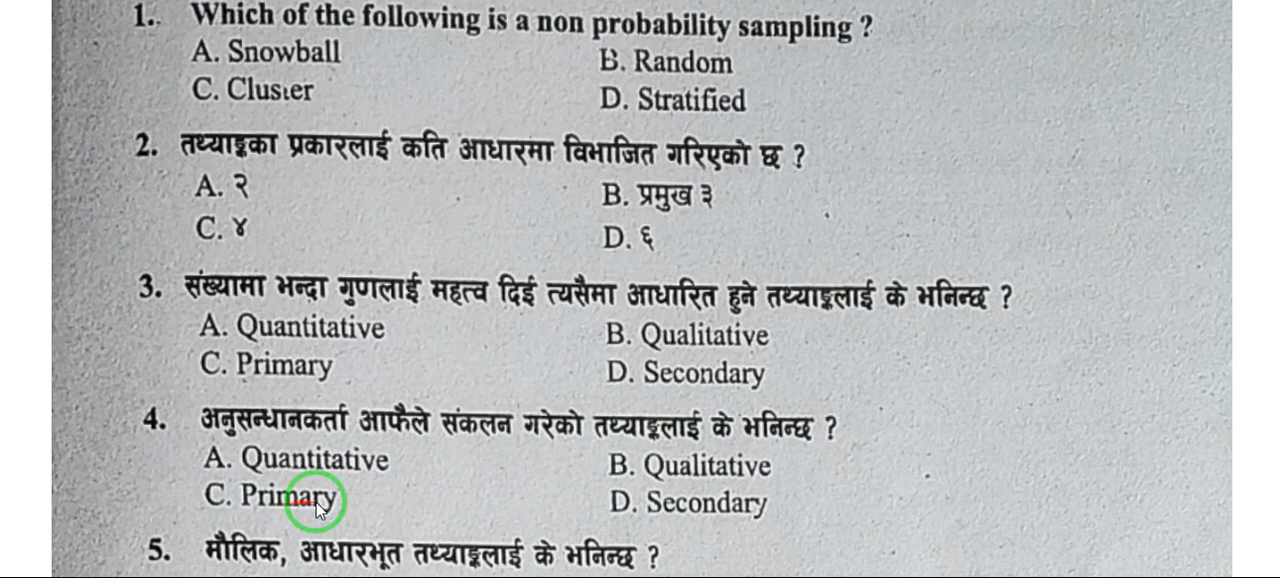 1. Which of the following is a non probability sampling ?
A. Snowball B. Random
C. Cluster D. Stratified
2. तथ्याङ्कका प्रकारलाई कति आधारमा विभाजित गरिएको छ ?
A. २ B. प्रमुख ३
C. ४ D. ६
3. संख्यामा भन्दा गुणलाई महत्व दिई त्यसैमा आधारित हुने तथ्याङ्कलाई के भनिन्छ ?
A. Quantitative B. Qualitative
C. Primary D. Secondary
4. अनुसन्धानकर्ता आफैले संकलन गरेको तथ्याङ्कलाई के भनिन्छ ?
A. Quantitative B. Qualitative
C. Primary D. Secondary
5. मौलिक, आधारभूत तथ्याङ्कलाई के भनिन्छ ?